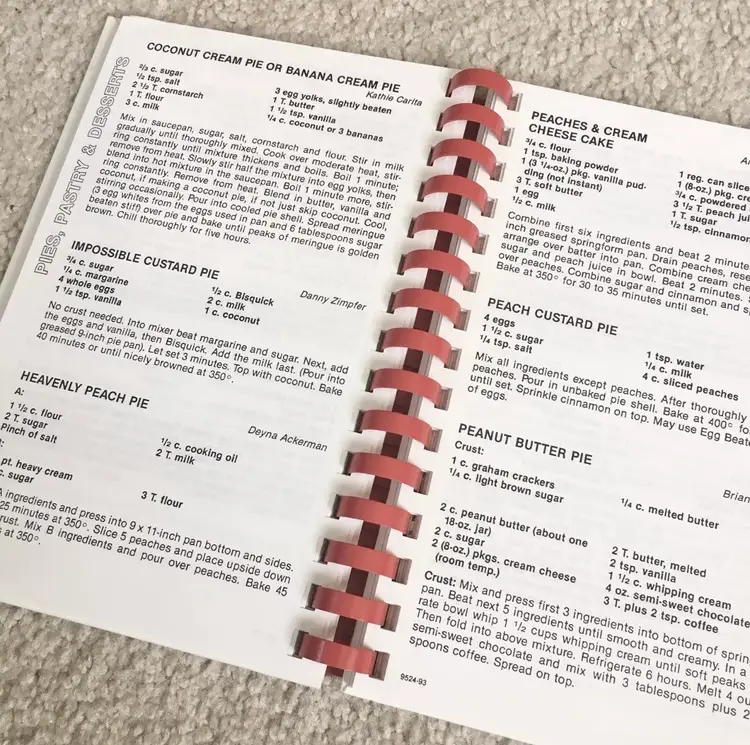 PIES, PASTRY & DESSERTS
COCONUT CREAM PIE OR BANANA CREAM PIE
Kathie Carlta
2/3 c. sugar
1/2 tsp. salt
2 1/2 T. cornstarch
1 T. flour
3 c. milk
3 egg yolks, slightly beaten
1 T. butter
1 1/2 tsp. vanilla
1/4 c. coconut or 3 bananas
Mix in saucepan, sugar, salt, cornstarch and flour. Stir in milk
gradually until thoroughly mixed. Cook over moderate heat, stir-
ring constantly until mixture thickens and boils. Boil 1 minute;
remove from heat. Slowly stir half the mixture into egg yolks, then
blend into hot mixture in the saucepan. Boil 1 minute more, stir-
ring constantly. Remove from heat. Blend in butter, vanilla and
coconut, if making a coconut pie, if not just skip coconut. Cool,
stirring occasionally. Pour into cooled pie shell. Spread meringue
(3 egg whites from the eggs used in pan and 6 tablespoons sugar
beaten stiff) over pie and bake until peaks of meringue is golden
brown. Chill thoroughly for five hours.
IMPOSSIBLE CUSTARD PIE
Danny Zimpfer
3/4 c. sugar
1/4 c. margarine
4 whole eggs
1 1/2 tsp. vanilla
1/2 c. Bisquick
2 c. milk
1 c. coconut
No crust needed. Into mixer beat margarine and sugar. Next, add
the eggs and vanilla, then Bisquick. Add the milk last. (Pour into
greased 9-inch pie pan). Let set 3 minutes. Top with coconut. Bake
40 minutes or until nicely browned at 350°.
HEAVENLY PEACH PIE
Deyna Ackerman
A:
1 1/2 c. flour
2 T. sugar
Pinch of salt
1/2 c. cooking oil
2 T. milk
pt. heavy cream
c. sugar
3 T. flour
A ingredients and press into 9 x 11-inch pan bottom and sides.
25 minutes at 350°. Slice 5 peaches and place upside down
rust. Mix B ingredients and pour over peaches. Bake 45
s at 350°.
PEACHES & CREAM
CHEESE CAKE
3/4 c. flour
1 tsp. baking powder
1 (3 1/4-oz.) pkg. vanilla pud-
ding (not instant)
3 T. soft butter
1 egg
1/2 c. milk
1 reg. can slice
1 (8-oz.) pkg. cre
3/4 c. powdered
3 1/2 T. peach jui
1 T. sugar
1/2 tsp. cinnamon
Combine first six ingredients and beat 2 minute
inch greased springform pan. Drain peaches, rese
arrange over batter into pan. Combine cream che
sugar and peach juice in bowl. Beat 2 minutes. S
over peaches. Combine sugar and cinnamon and s
Bake at 350° for 30 to 35 minutes until set.
PEACH CUSTARD PIE
4 eggs
1 1/2 c. sugar
1/4 tsp. salt
1 tsp. water
1/4 c. milk
4 c. sliced peaches
Mix all ingredients except peaches. After thoroughly
peaches. Pour in unbaked pie shell. Bake at 400° fo
until set. Sprinkle cinnamon on top. May use Egg Beate
of eggs.
PEANUT BUTTER PIE
Brian
Crust:
1 c. graham crackers
1/4 c. light brown sugar
1/4 c. melted butter
2 c. peanut butter (about one
18-oz. jar)
2 c. sugar
2 (8-oz.) pkgs. cream cheese
(room temp.)
2 T. butter, melted
2 tsp. vanilla
1 1/2 c. whipping cream
4 oz. semi-sweet chocolate
3 T. plus 2 tsp. coffee
Crust: Mix and press first 3 ingredients into bottom of sprin
pan. Beat next 5 ingredients until smooth and creamy. In a
rate bowl whip 1 1/2 cups whipping cream until soft peaks
Then fold into above mixture. Refrigerate 6 hours. Melt 4 ou
semi-sweet chocolate and mix with 3 tablespoons plus 2
spoons coffee. Spread on top.
9524-93